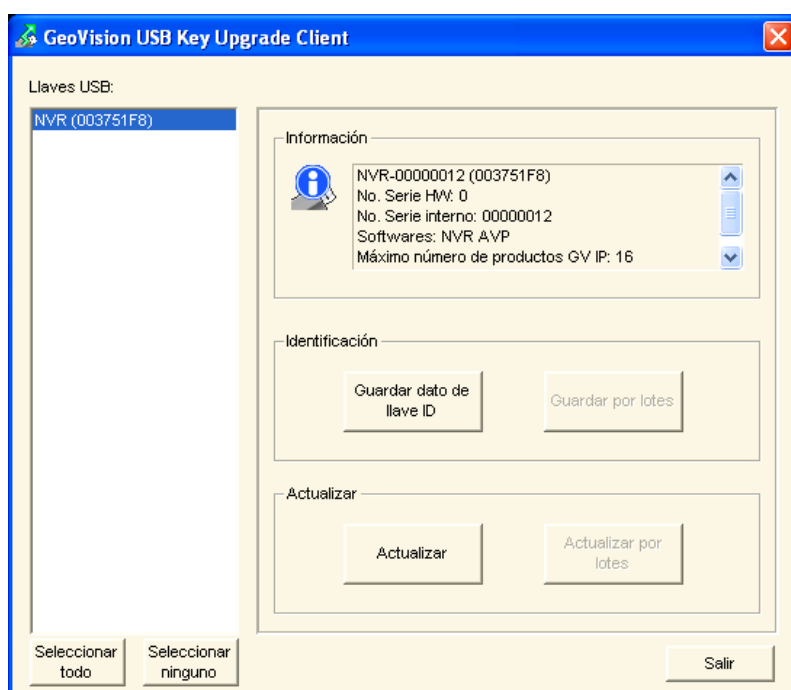 GeoVision USB Key Upgrade Client
Llaves USB:
NVR (003751F8)
Información
NVR-00000012 (003751F8)
No. Serie HW: 0
No. Serie interno: 00000012
Softwares: NVR AVP
Máximo número de productos GV IP: 16
Identificación
Guardar dato de
llave ID
Guardar por lotes
Actualizar
Actualizar
Actualizar por
lotes
Seleccionar
todo
Seleccionar
ninguno
Salir